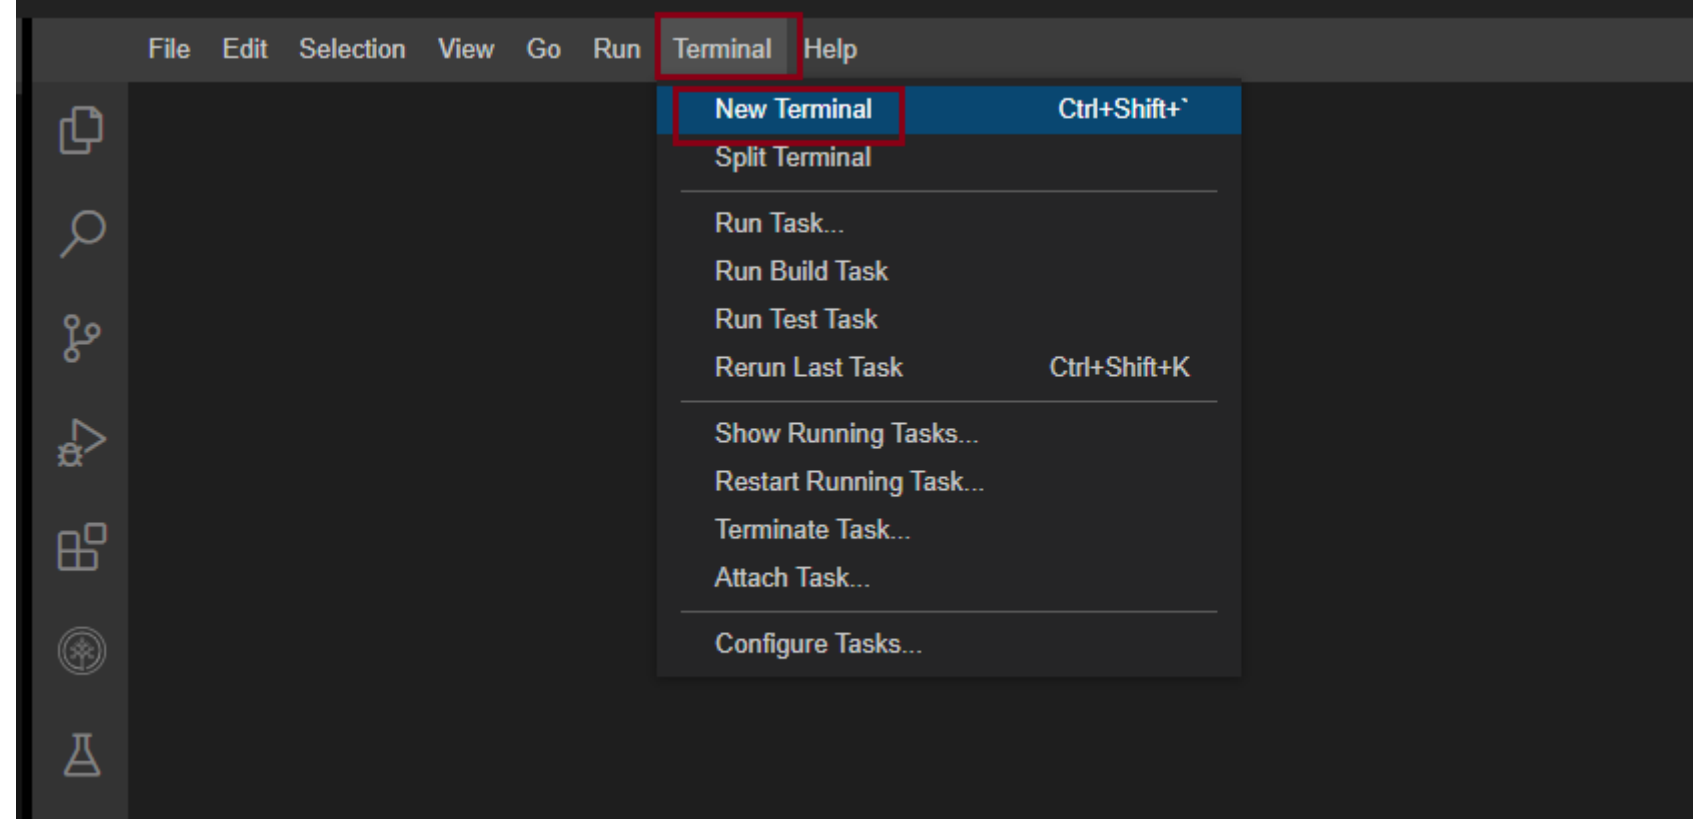 File Edit Selection View Go Run Terminal Help
New Terminal Ctrl+Shift+`
Split Terminal
Run Task...
Run Build Task
Run Test Task
Rerun Last Task Ctrl+Shift+K
Show Running Tasks...
Restart Running Task...
Terminate Task...
Attach Task...
Configure Tasks...